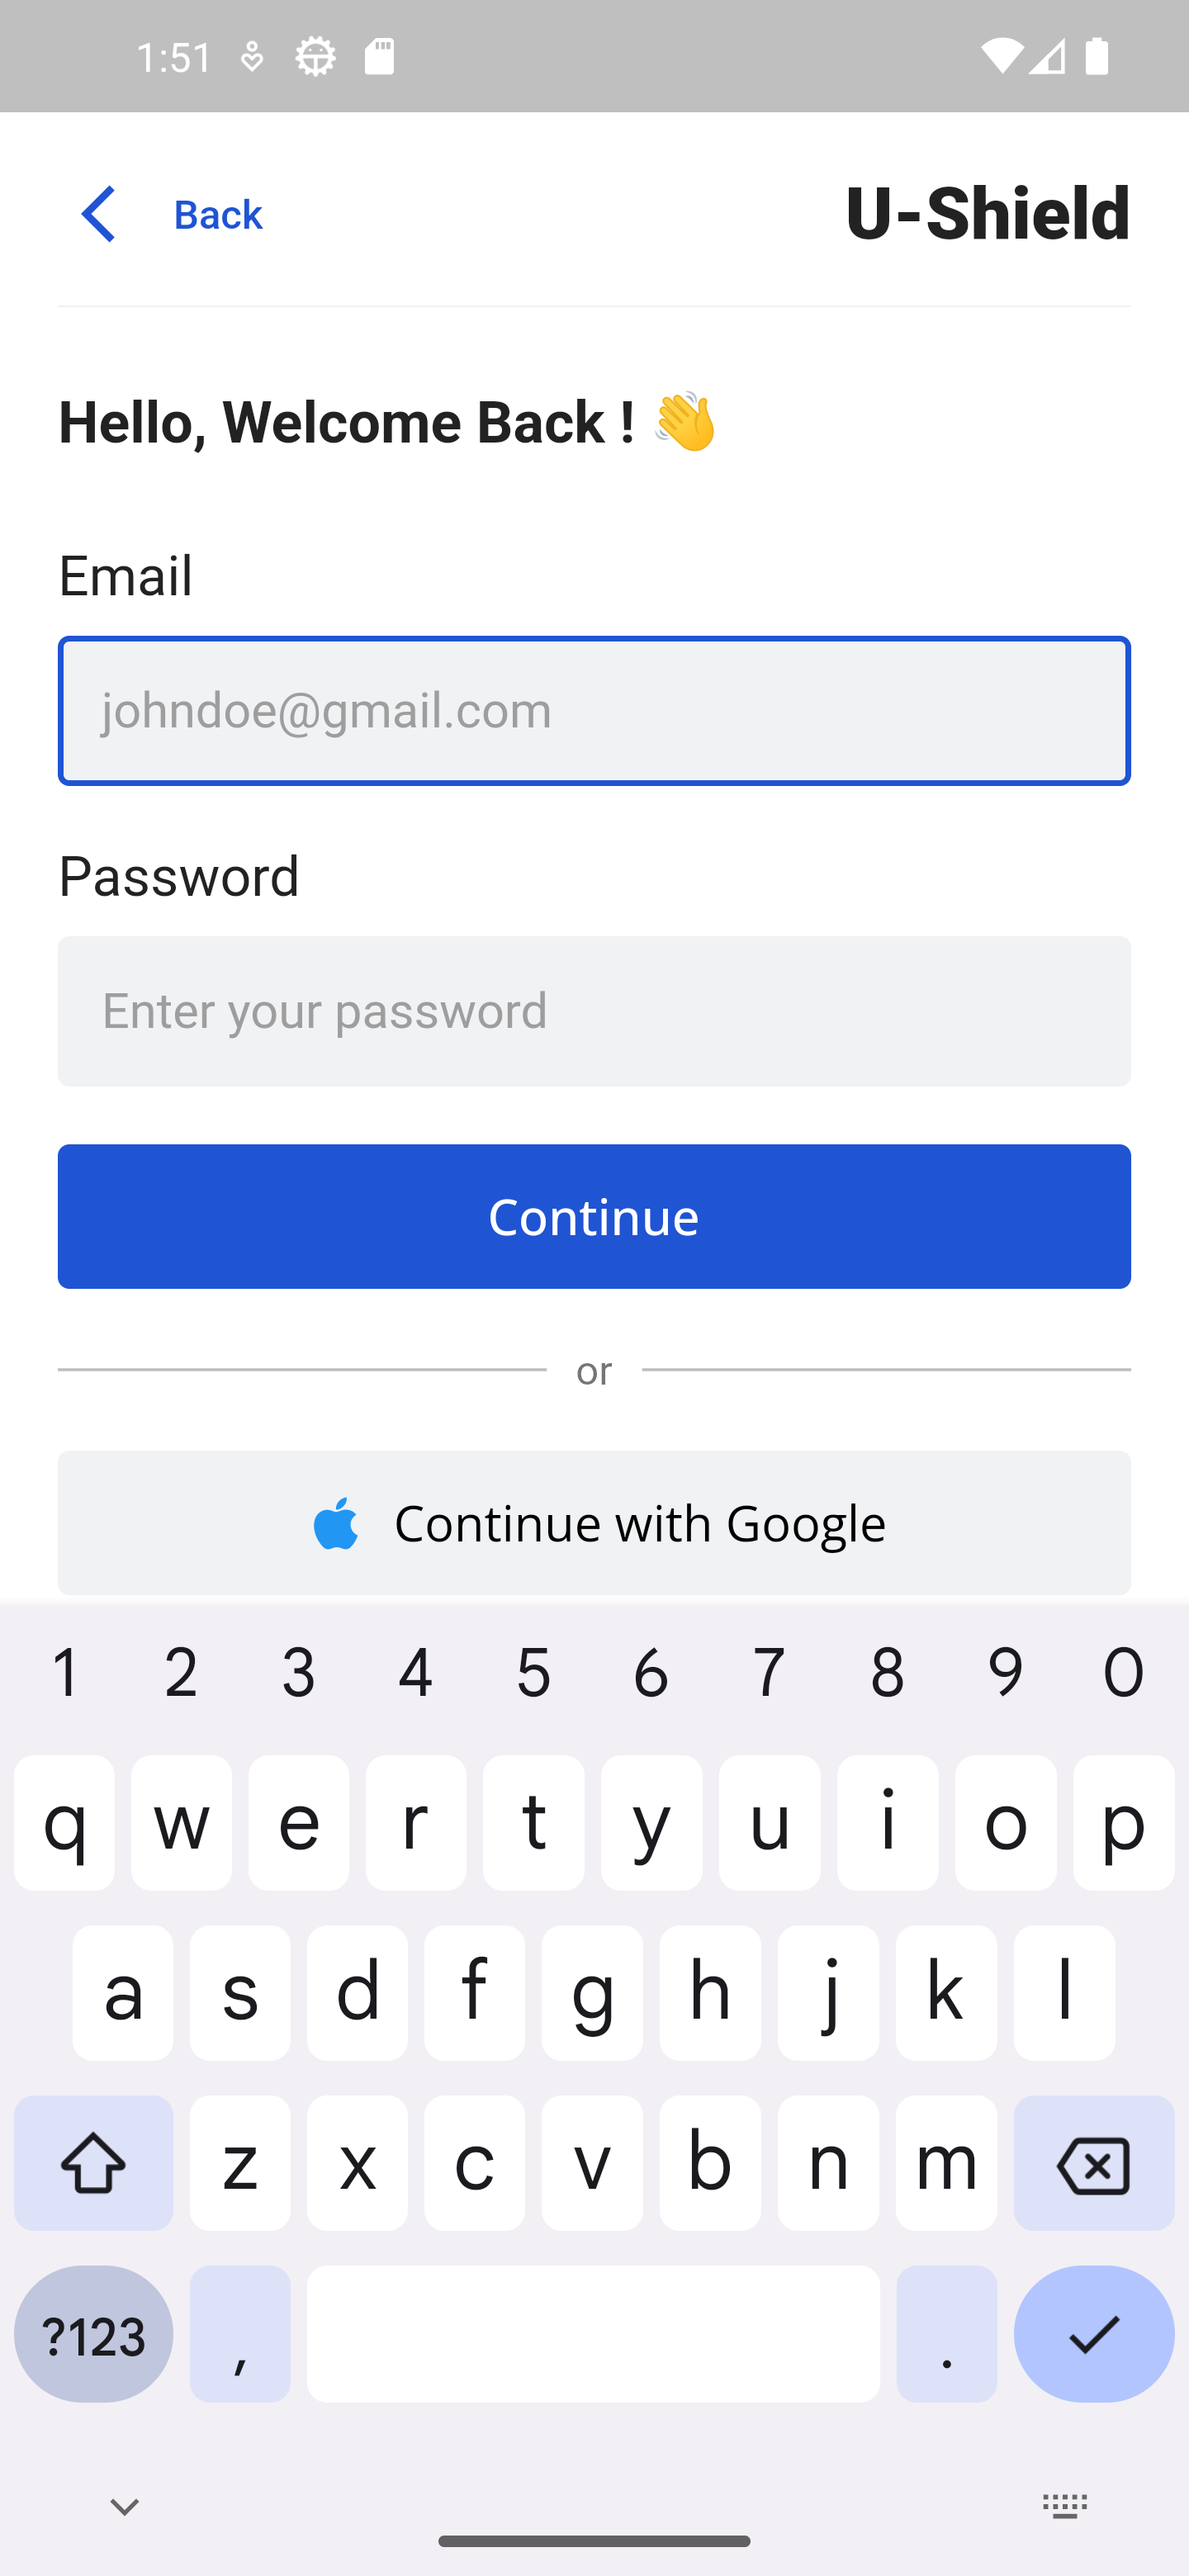 1:51
Back
U-Shield
Hello, Welcome Back ! 👋
Email
johndoe@gmail.com
Password
Enter your password
Continue
or
Continue with Google
1 2 3 4 5 6 7 8 9 0
q w e r t y u i o p
a s d f g h j k l
z x c v b n m
?123 , .